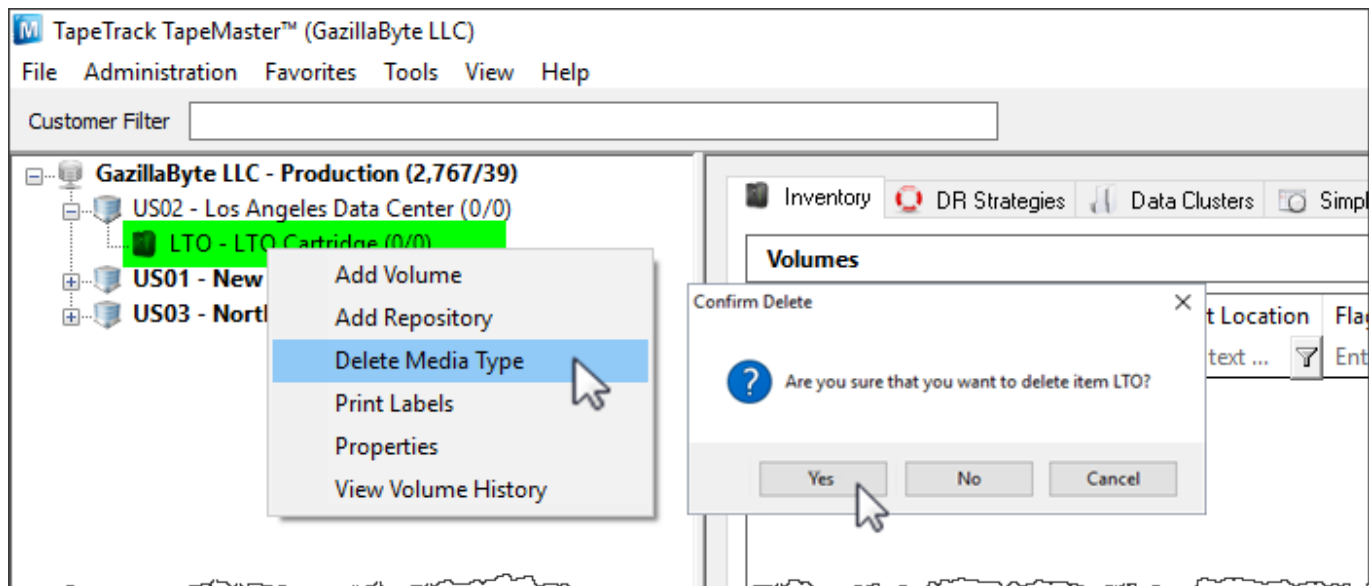 TapeTrack TapeMaster™ (GazillaByte LLC)
File Administration Favorites Tools View Help
Customer Filter
GazillaByte LLC - Production (2,767/39)
US02 - Los Angeles Data Center (0/0)
LTO - LTO Cartridge (0/0)
US01 - New
US03 - North
Add Volume
Add Repository
Delete Media Type
Print Labels
Properties
View Volume History
Inventory DR Strategies Data Clusters Simpl
Volumes
t Location Fla
text ... Ent
Confirm Delete
Are you sure that you want to delete item LTO?
Yes No Cancel